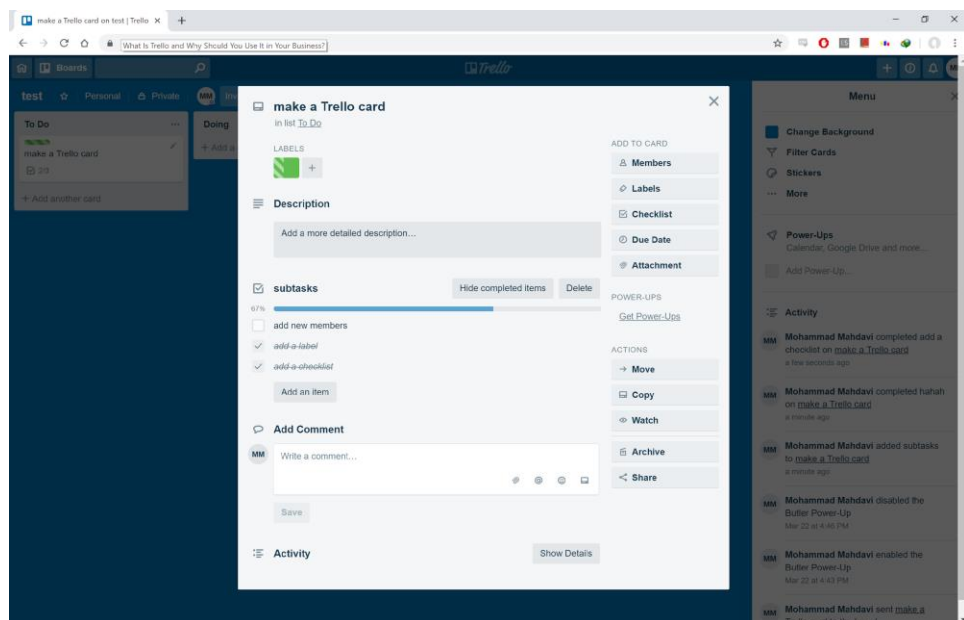 make a Trello card on test | Trello
What Is Trello and Why Should You Use It in Your Business?
Boards
Trello
test
Personal
Private
MM
To Do
make a Trello card
2/3
+ Add another card
Doing
make a Trello card
in list To Do
LABELS
Description
Add a more detailed description…
subtasks
Hide completed items
Delete
67%
add new members
add a label
add a checklist
Add an item
Add Comment
MM
Write a comment…
Save
Activity
Show Details
ADD TO CARD
Members
Labels
Checklist
Due Date
Attachment
POWER-UPS
Get Power-Ups
ACTIONS
Move
Copy
Watch
Archive
Share
Menu
Change Background
Filter Cards
Stickers
More
Power-Ups
Calendar, Google Drive and more…
Add Power-Up…
Activity
MM
Mohammad Mahdavi completed add a
checklist on make a Trello card
a few seconds ago
MM
Mohammad Mahdavi completed hahah
on make a Trello card
a minute ago
MM
Mohammad Mahdavi added subtasks
to make a Trello card
a minute ago
MM
Mohammad Mahdavi disabled the
Butler Power-Up
Mar 22 at 4:46 PM
MM
Mohammad Mahdavi enabled the
Butler Power-Up
Mar 22 at 4:43 PM
MM
Mohammad Mahdavi sent make a